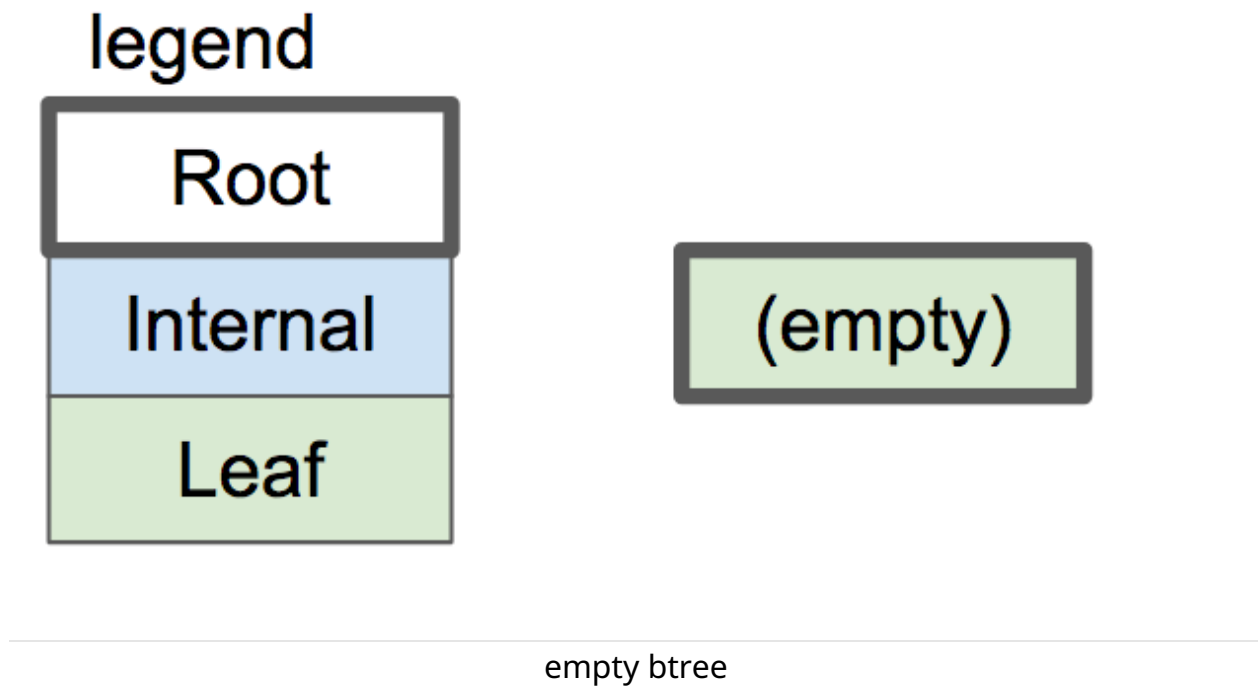 legend
Root
Internal
Leaf
(empty)
empty btree